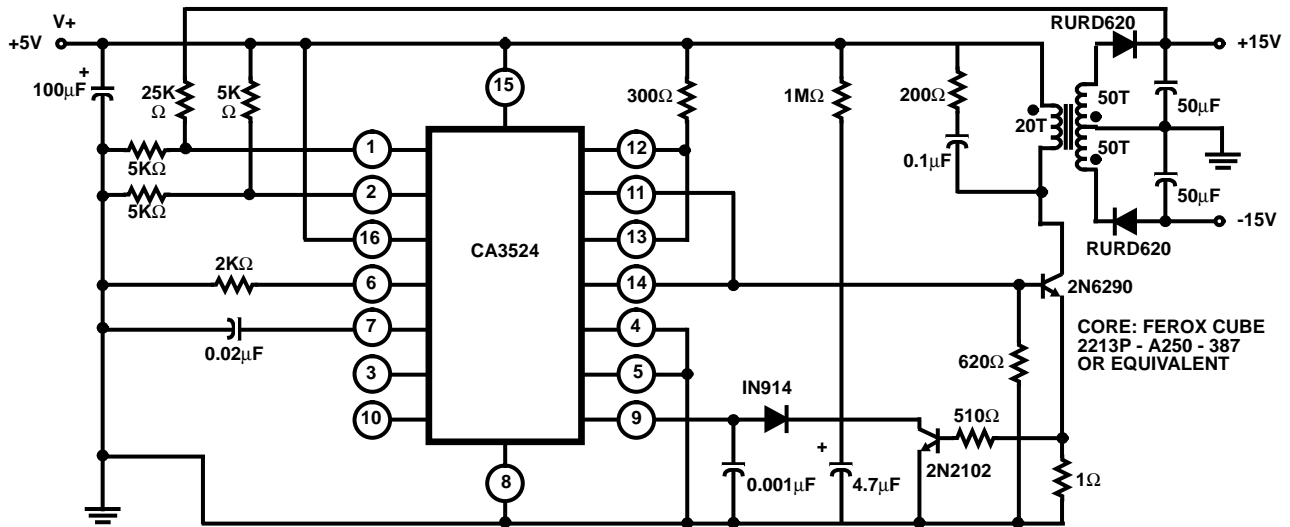 V+
+5V
+
100µF
25K
Ω
5K
Ω
5KΩ
5KΩ
2KΩ
0.02µF
1
2
16
6
7
3
10
15
CA3524
8
12
11
13
14
4
5
9
300Ω
1MΩ
200Ω
0.1µF
20T
50T
50T
RURD620
+15V
50µF
50µF
-15V
RURD620
2N6290
CORE: FEROX CUBE
2213P - A250 - 387
OR EQUIVALENT
620Ω
IN914
510Ω
2N2102
0.001µF
+
4.7µF
1Ω